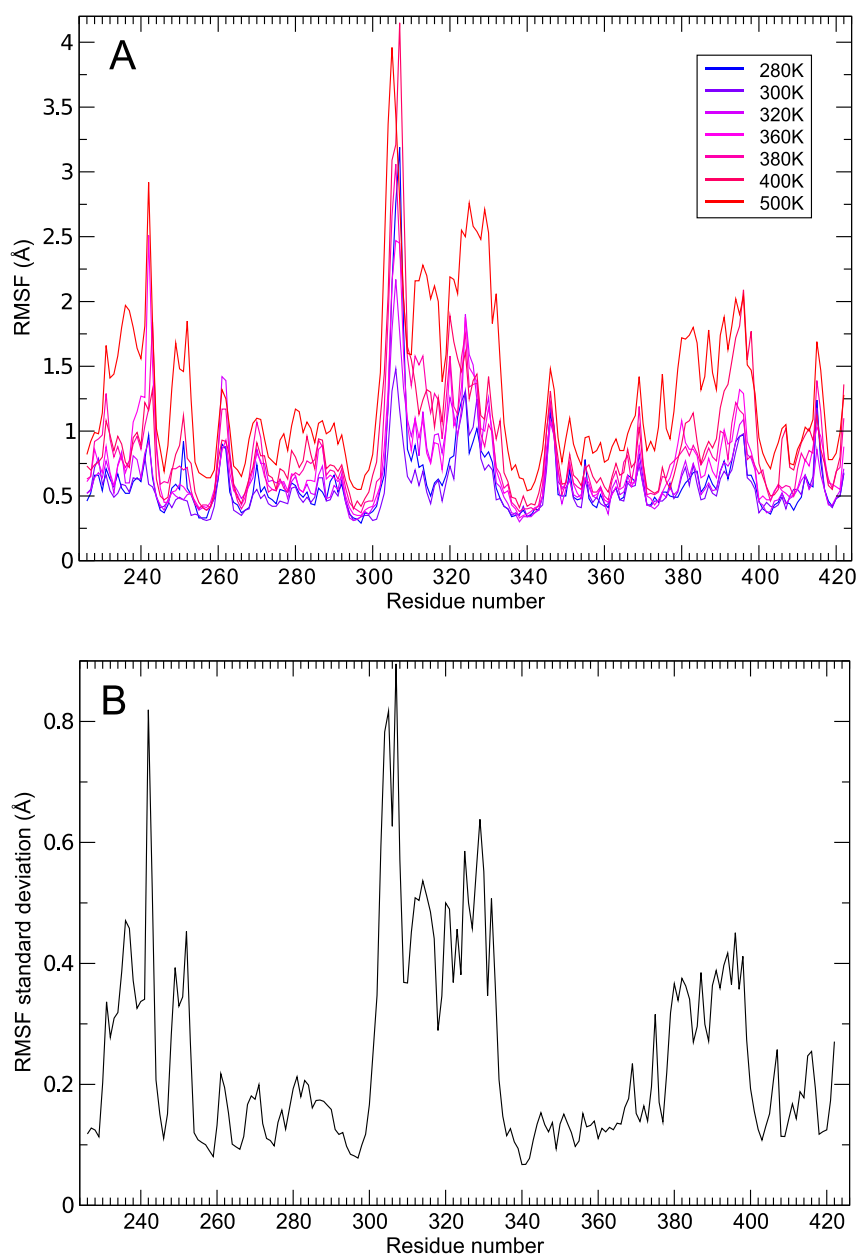 A
4
3.5
3
2.5
2
1.5
1
0.5
0
RMSF (Å)
280K
300K
320K
360K
380K
400K
500K
240 260 280 300 320 340 360 380 400 420
Residue number
B
0.8
0.6
0.4
0.2
0
RMSF standard deviation (Å)
240 260 280 300 320 340 360 380 400 420
Residue number